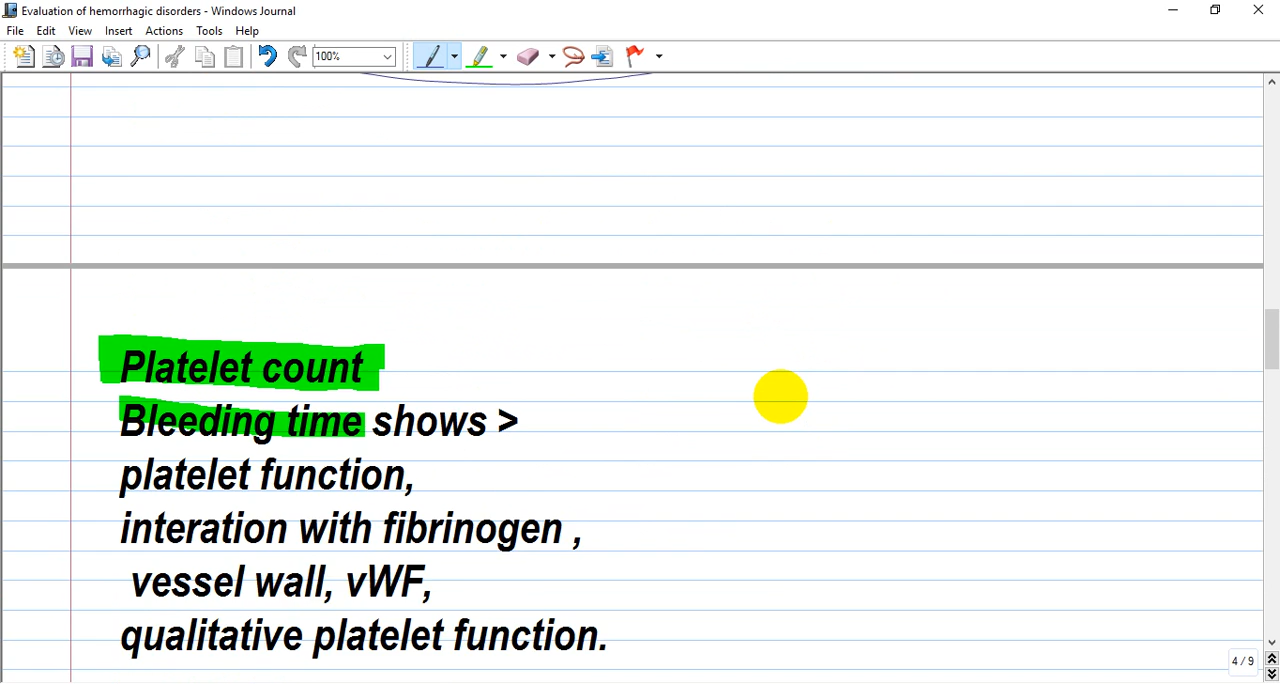 Evaluation of hemorrhagic disorders - Windows Journal
File Edit View Insert Actions Tools Help
100%
Platelet count
Bleeding time shows >
platelet function,
interation with fibrinogen ,
vessel wall, vWF,
qualitative platelet function.
4 / 9